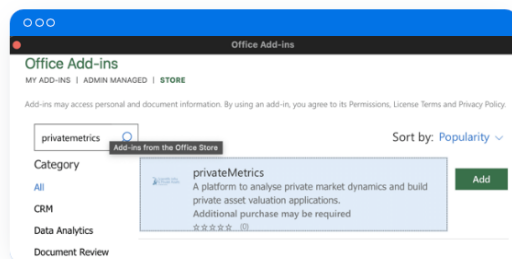 Office Add-ins
Office Add-ins
MY ADD-INS | ADMIN MANAGED | STORE
Add-ins may access personal and document information. By using an add-in, you agree to its Permissions, License Terms and Privacy Policy.
privatemetrics
Sort by: Popularity
Add-ins from the Office Store
Category
All
CRM
Data Analytics
Document Review
privateMetrics
A platform to analyse private market dynamics and build
private asset valuation applications.
Additional purchase may be required
(0)
Add